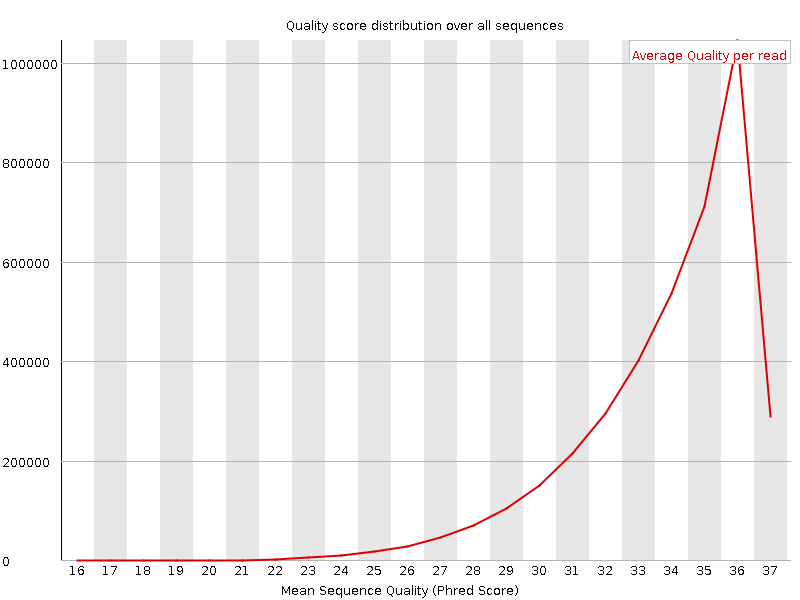 Quality score distribution over all sequences
Average Quality per read
1000000
800000
600000
400000
200000
0
16 17 18 19 20 21 22 23 24 25 26 27 28 29 30 31 32 33 34 35 36 37
Mean Sequence Quality (Phred Score)